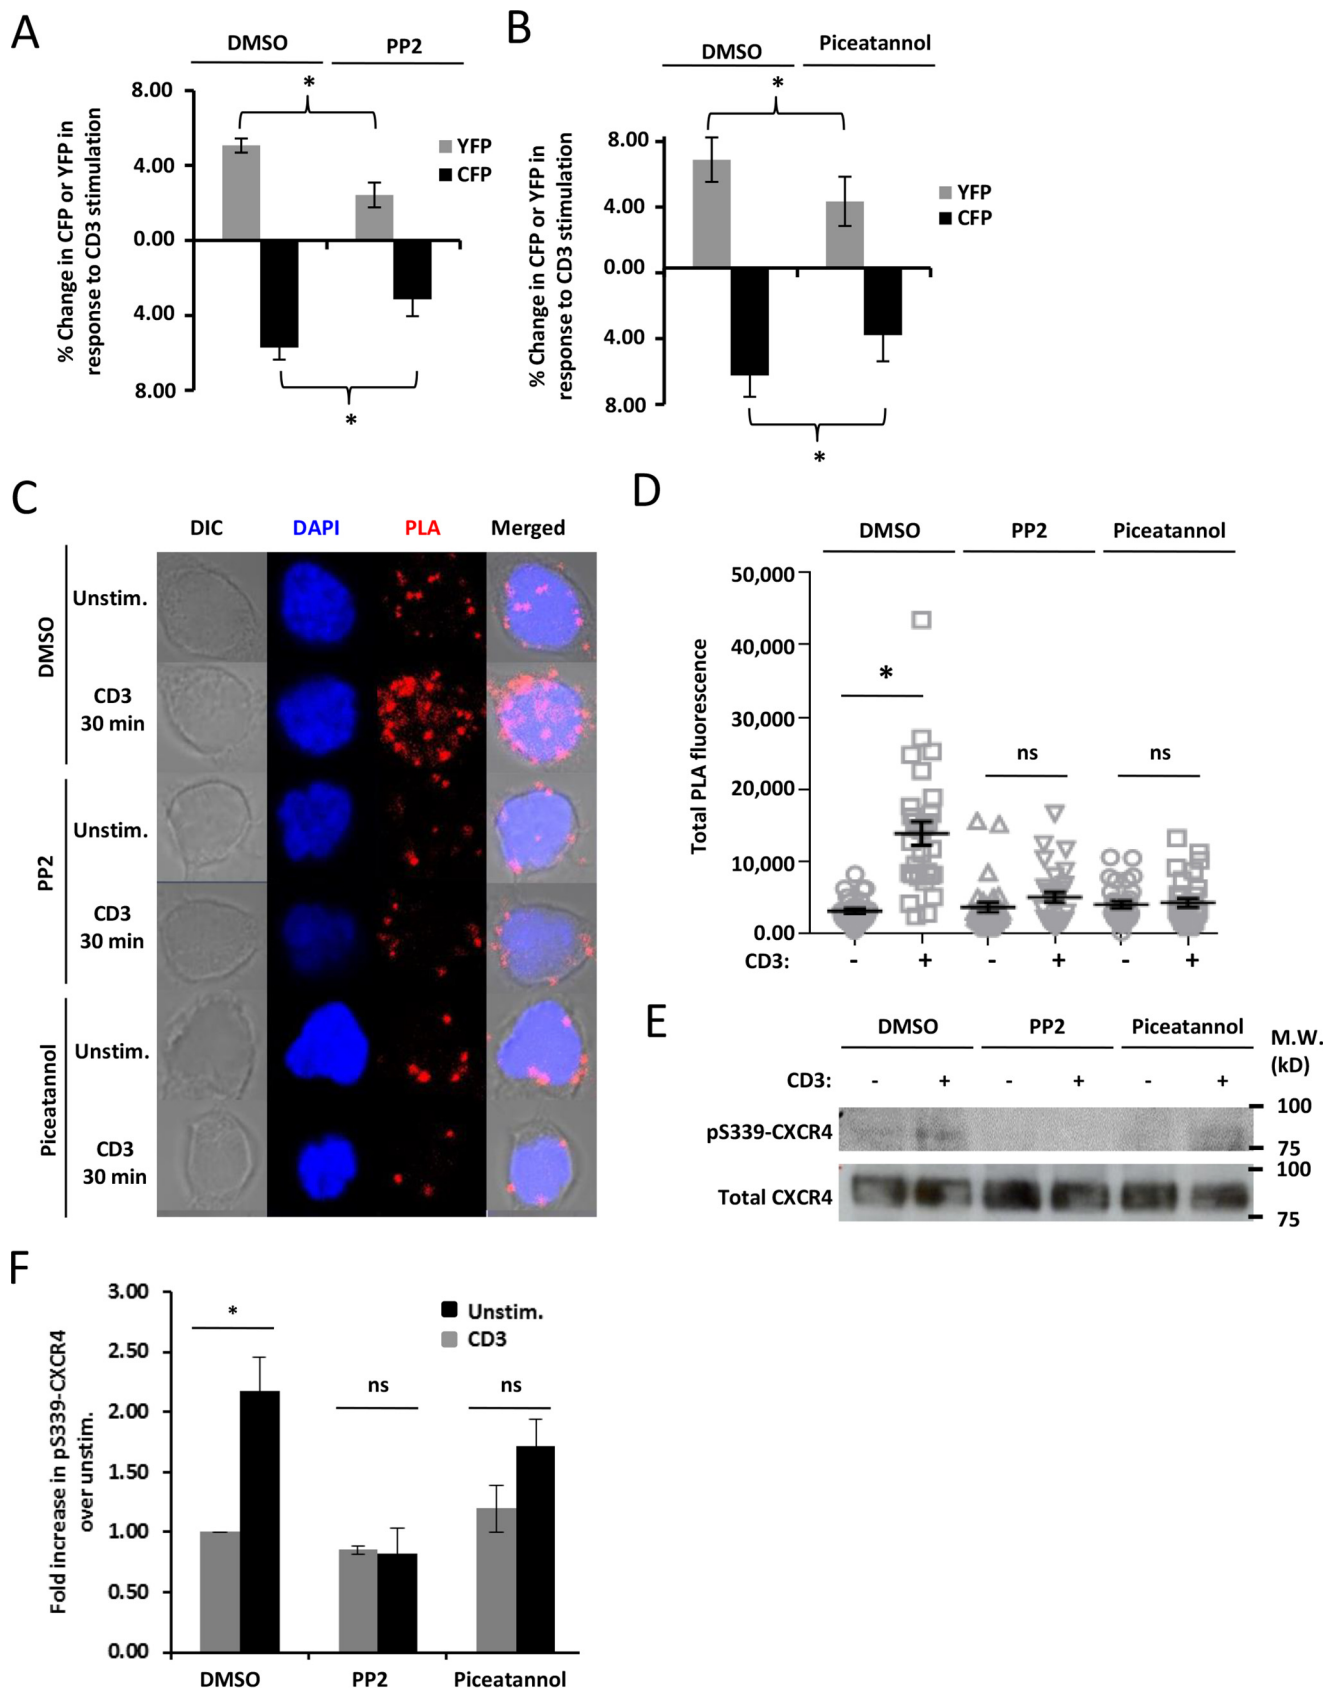 A
DMSO
PP2
*
8.00
4.00
0.00
4.00
8.00
% Change in CFP or YFP in
response to CD3 stimulation
YFP
CFP
*
B
DMSO
Piceatannol
*
8.00
4.00
0.00
4.00
8.00
% Change in CFP or YFP in
response to CD3 stimulation
YFP
CFP
*
C
DIC
DAPI
PLA
Merged
DMSO
Unstim.
CD3
30 min
PP2
Unstim.
CD3
30 min
Piceatannol
Unstim.
CD3
30 min
D
DMSO
PP2
Piceatannol
50,000
40,000
30,000
20,000
10,000
0.00
Total PLA fluorescence
*
ns
ns
CD3: - + - + - +
E
DMSO
PP2
Piceatannol
M.W.
(kD)
CD3: - + - + - +
pS339-CXCR4
100
75
Total CXCR4
100
75
F
3.00
2.50
2.00
1.50
1.00
0.50
0.00
Fold increase in pS339-CXCR4
over unstim.
*
ns
ns
Unstim.
CD3
DMSO
PP2
Piceatannol